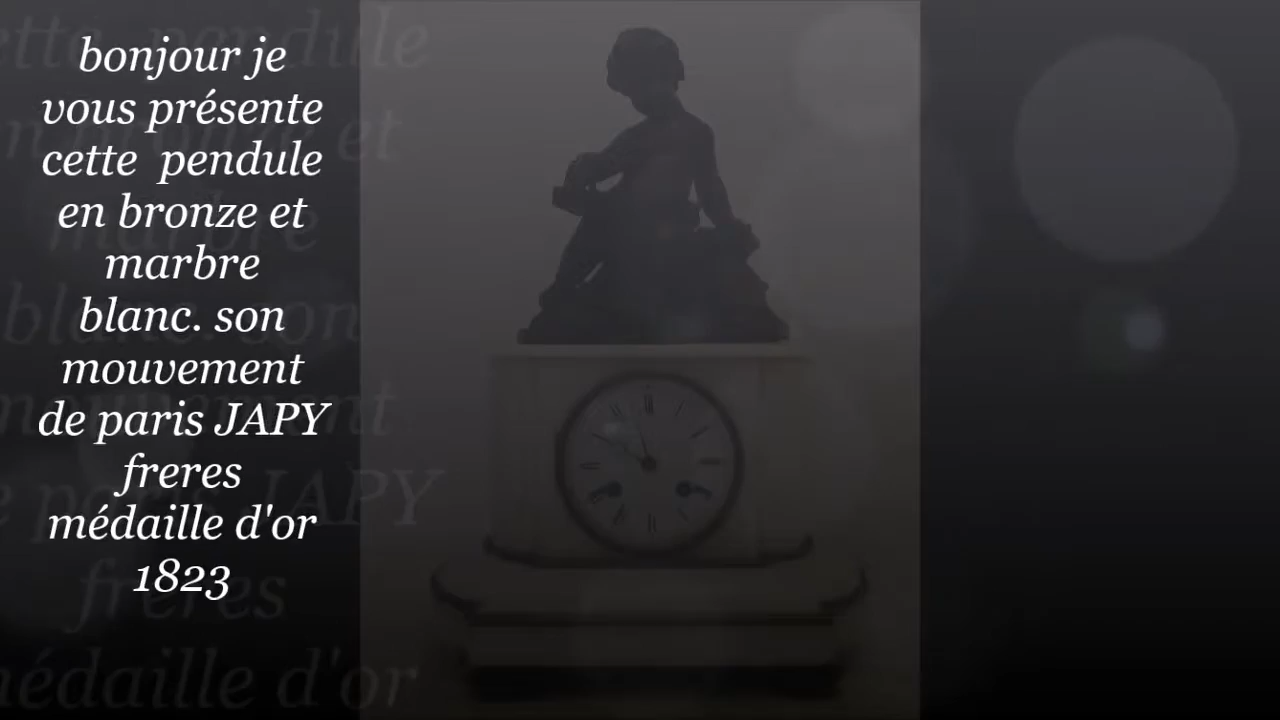 bonjour je
vous présente
cette  pendule
en bronze et
marbre
blanc. son
mouvement
de paris JAPY
freres
médaille d'or
1823